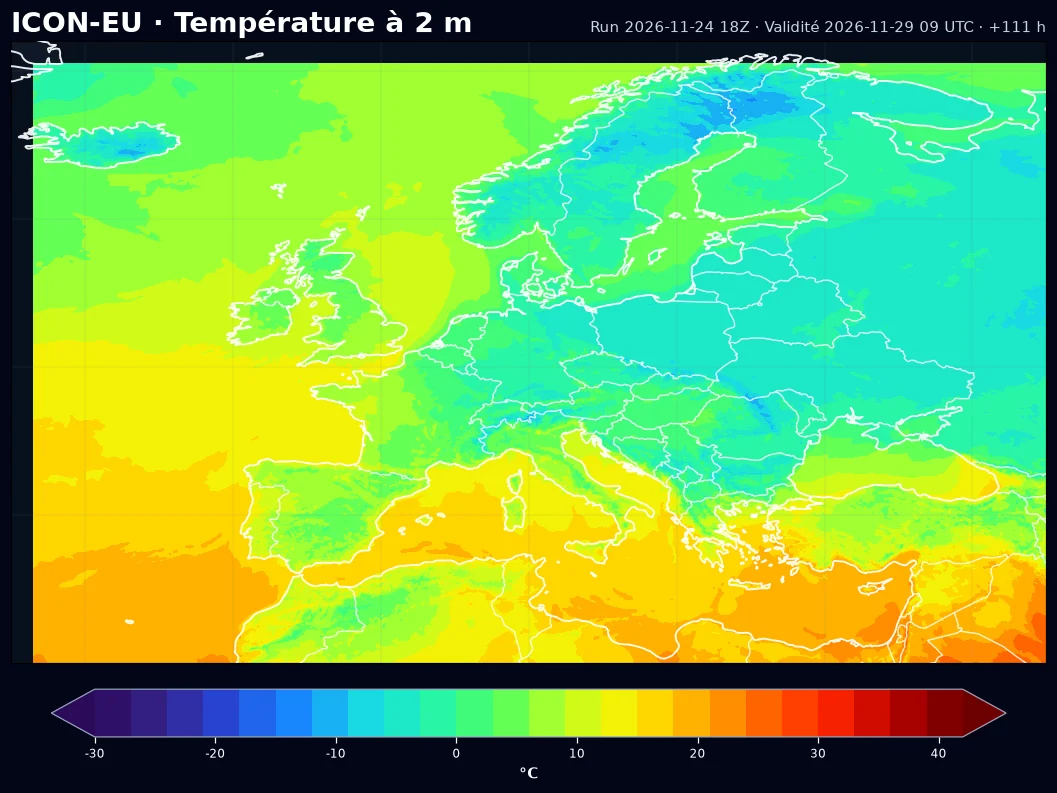 ICON-EU · Température à 2 m
Run 2026-11-24 18Z · Validité 2026-11-29 09 UTC · +111 h
-30 -20 -10 0 10 20 30 40
°C